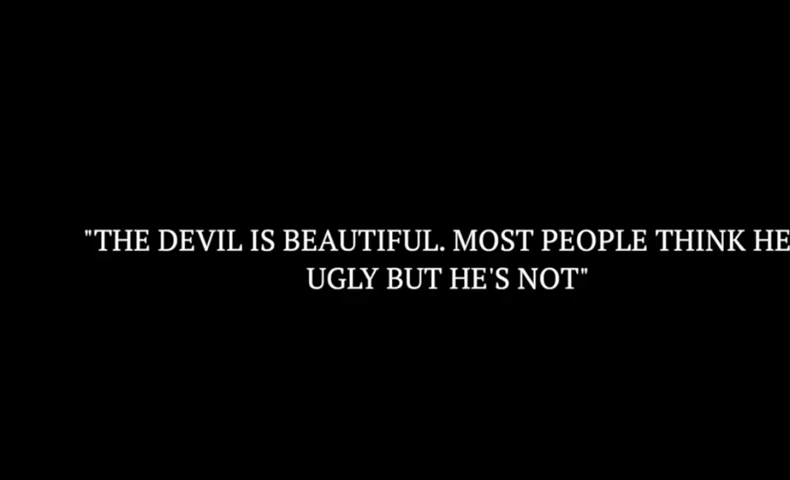 "THE DEVIL IS BEAUTIFUL. MOST PEOPLE THINK HE
UGLY BUT HE'S NOT"